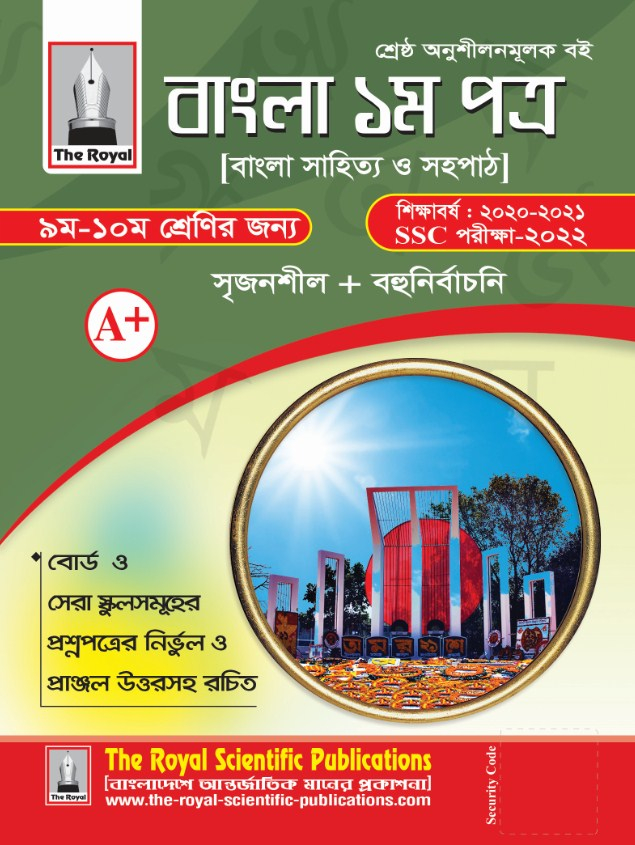 The Royal
শ্রেষ্ঠ অনুশীলনমূলক বই
বাংলা ১ম পত্র
[বাংলা সাহিত্য ও সহপাঠ]
৯ম-১০ম শ্রেণির জন্য
শিক্ষাবর্ষ : ২০২০-২০২১
SSC পরীক্ষা-২০২২
সৃজনশীল + বহুনির্বাচনি
A+
বোর্ড ও
সেরা স্কুলসমূহের
প্রশ্নপত্রের নির্ভুল ও
প্রাঞ্জল উত্তরসহ রচিত
The Royal
The Royal Scientific Publications
[বাংলাদেশে আন্তর্জাতিক মানের প্রকাশনা]
www.the-royal-scientific-publications.com
Security Code